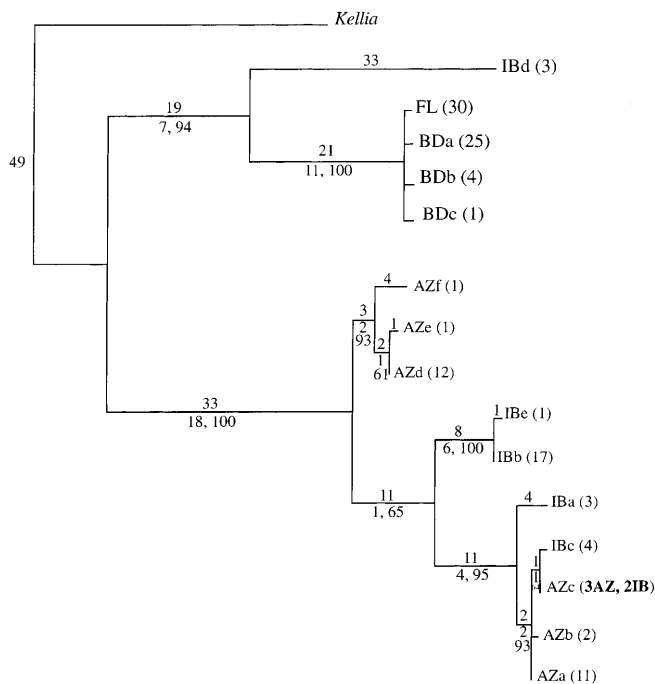 Kellia
33
IBd (3)
19
7, 94
FL (30)
BDa (25)
21
11, 100
BDb (4)
BDc (1)
49
4
AZf (1)
3
2
93
1
AZe (1)
2
1
61
AZd (12)
33
18, 100
1
IBe (1)
8
6, 100
IBb (17)
11
1, 65
4
IBa (3)
IBc (4)
11
4, 95
1
1
AZc (3AZ, 2IB)
2
2
93
AZb (2)
AZa (11)